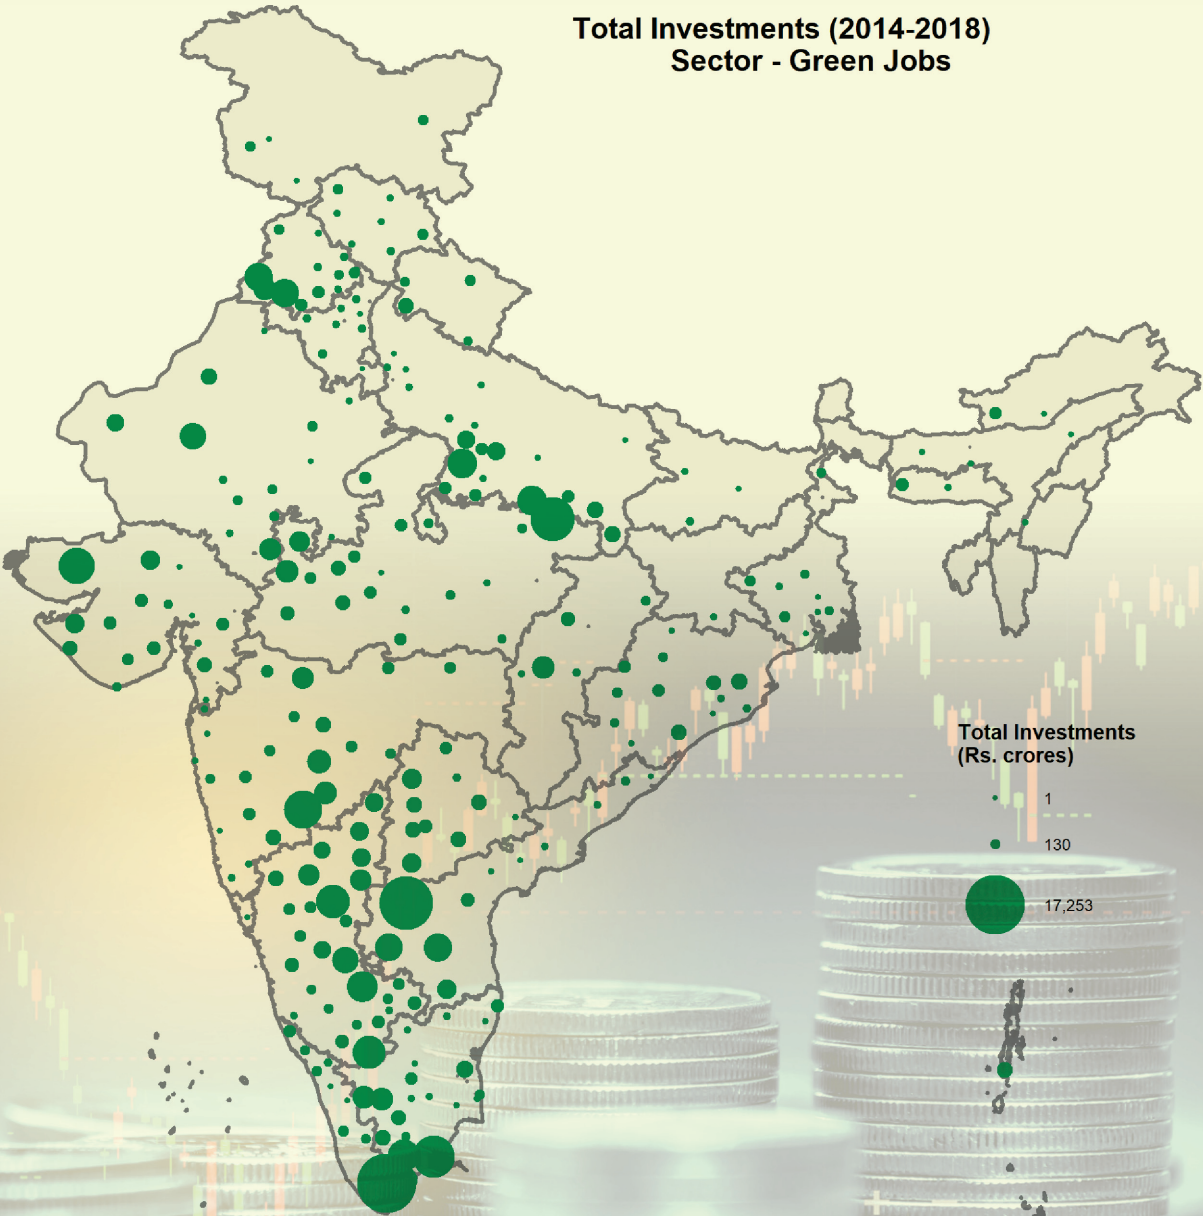 Total Investments (2014-2018)
Sector - Green Jobs
Total Investments
(Rs. crores)
1
130
17,253